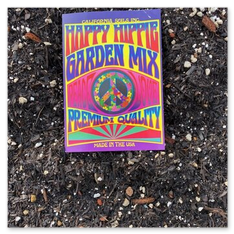 CALIFORNIA SOILS INC.
HAPPY HIPPIE
GARDEN MIX
PREMIUM QUALITY
MADE IN THE USA